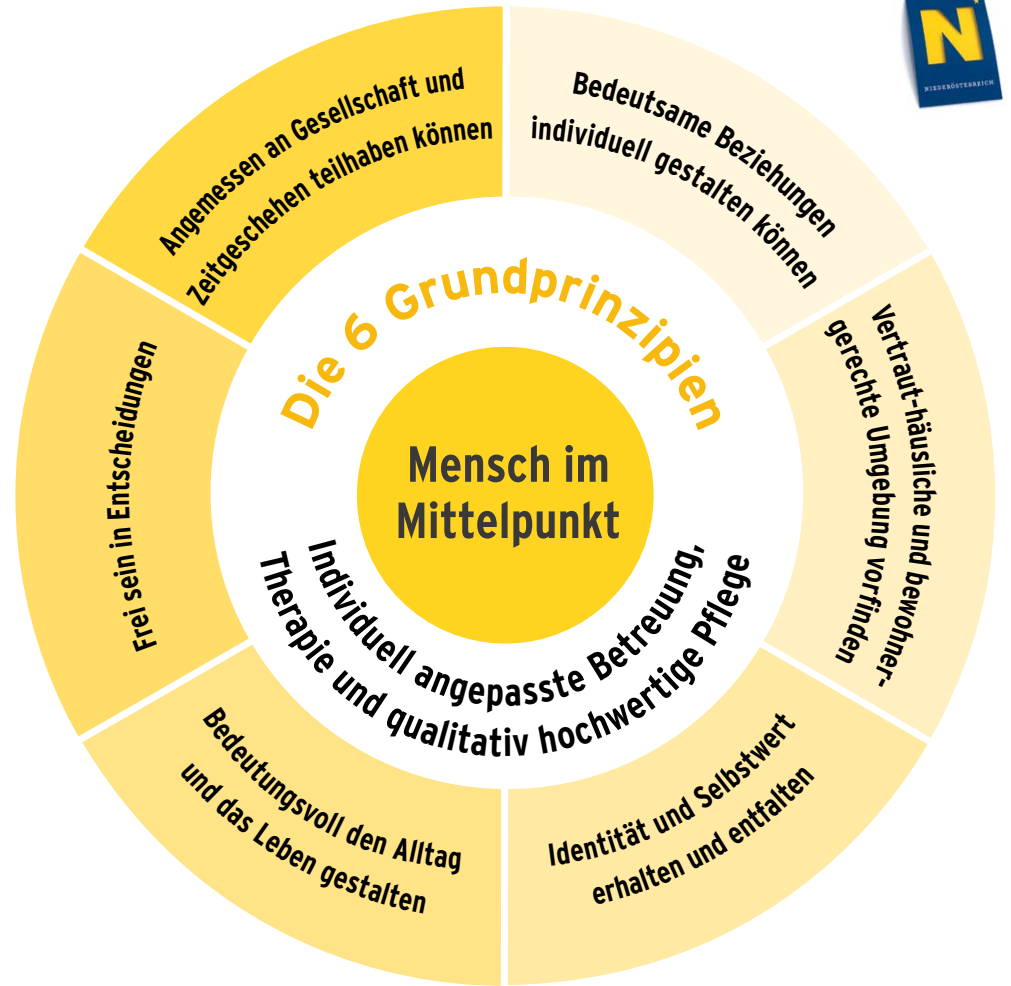 N
NIEDERÖSTERREICH
Bedeutsame Beziehungen
individuell gestalten können
Vertraut-häusliche und bewohner-
gerechte Umgebung vorfinden
Identität und Selbstwert
erhalten und entfalten
Bedeutungsvoll den Alltag
und das Leben gestalten
Frei sein in Entscheidungen
Angemessen an Gesellschaft und
Zeitgeschehen teilhaben können
Die 6 Grundprinzipien
Mensch im
Mittelpunkt
Individuell angepasste Betreuung,
Therapie und qualitativ hochwertige Pflege